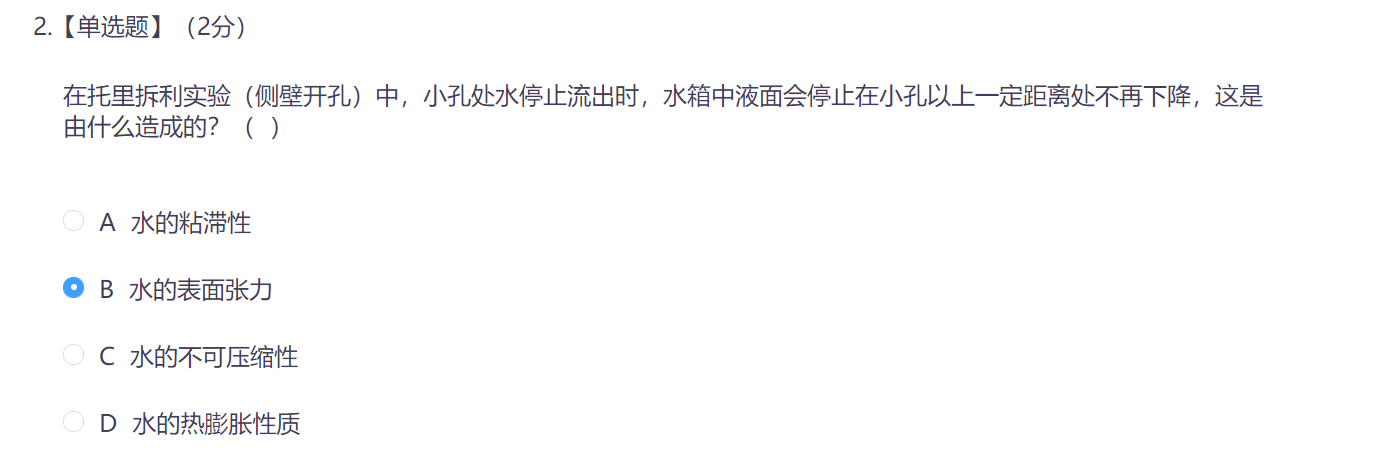 2.【单选题】（2分）
在托里拆利实验（侧壁开孔）中，小孔处水停止流出时，水箱中液面会停止在小孔以上一定距离处不再下降，这是
由什么造成的？（ ）
A 水的粘滞性
B 水的表面张力
C 水的不可压缩性
D 水的热膨胀性质